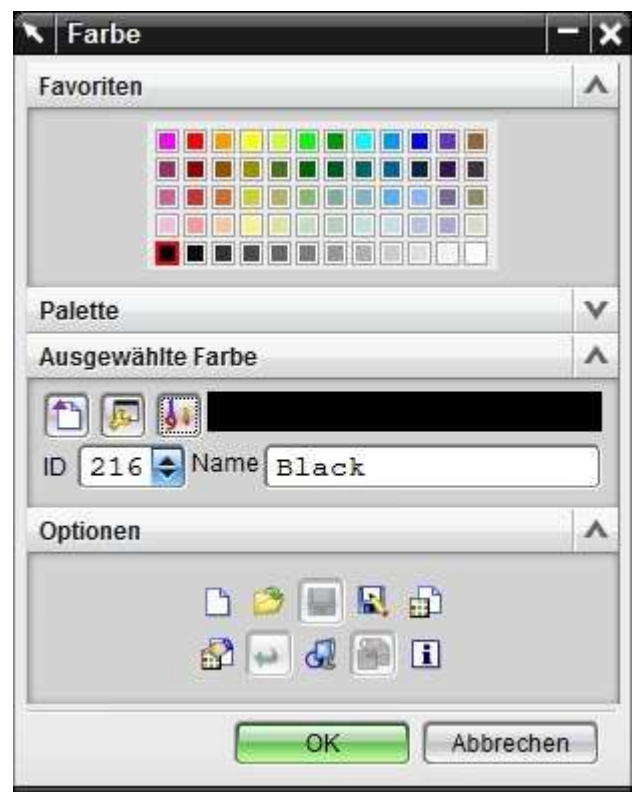 Farbe
Favoriten
Palette
Ausgewählte Farbe
ID 216 Name Black
Optionen
OK Abbrechen